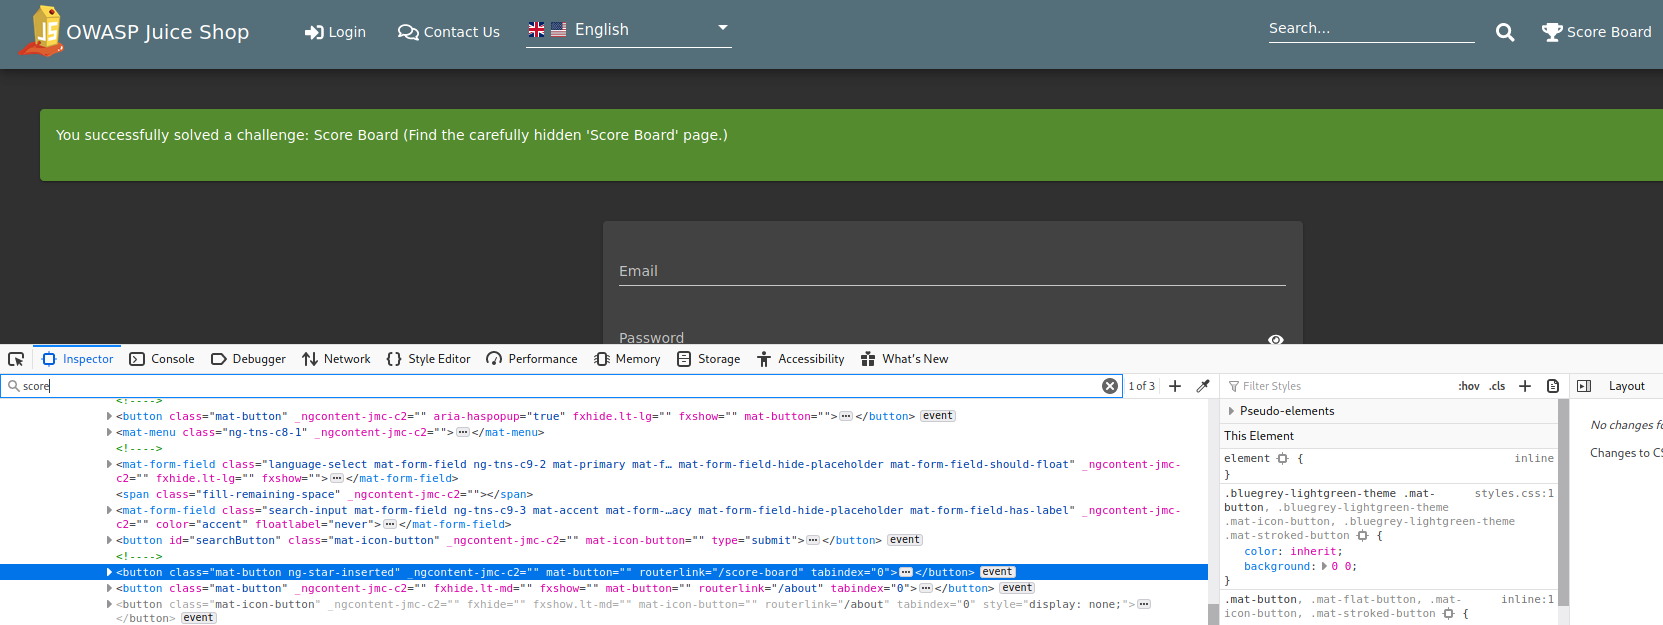 OWASP Juice Shop Login Contact Us English Search... Score Board
You successfully solved a challenge: Score Board (Find the carefully hidden 'Score Board' page.)
Email
Password
Inspector Console Debugger Network Style Editor Performance Memory Storage Accessibility What's New
score 1 of 3 Filter Styles :hov .cls Layout
<!---->
<button class="mat-button" _ngcontent-jmc-c2="" aria-haspopup="true" fxhide.lt-lg="" fxshow="" mat-button="">…</button> event
<mat-menu class="ng-tns-c8-1" _ngcontent-jmc-c2="">…</mat-menu>
<!---->
<mat-form-field class="language-select mat-form-field ng-tns-c9-2 mat-primary mat-f… mat-form-field-hide-placeholder mat-form-field-should-float" _ngcontent-jmc-
c2="" fxhide.lt-lg="" fxshow="">…</mat-form-field>
<span class="fill-remaining-space" _ngcontent-jmc-c2=""></span>
<mat-form-field class="search-input mat-form-field ng-tns-c9-3 mat-accent mat-form-…acy mat-form-field-hide-placeholder mat-form-field-has-label" _ngcontent-jmc-
c2="" color="accent" floatlabel="never">…</mat-form-field>
<button id="searchButton" class="mat-icon-button" _ngcontent-jmc-c2="" mat-icon-button="" type="submit">…</button> event
<!---->
<button class="mat-button ng-star-inserted" _ngcontent-jmc-c2="" mat-button="" routerlink="/score-board" tabindex="0">…</button> event
<button class="mat-button" _ngcontent-jmc-c2="" fxhide.lt-md="" fxshow="" mat-button="" routerlink="/about" tabindex="0">…</button> event
<button class="mat-icon-button" _ngcontent-jmc-c2="" fxhide="" fxshow.lt-md="" mat-icon-button="" routerlink="/about" tabindex="0" style="display: none;">…
</button> event
Pseudo-elements
This Element
element { inline
}
.bluegrey-lightgreen-theme .mat- styles.css:1
button, .bluegrey-lightgreen-theme
.mat-icon-button, .bluegrey-lightgreen-theme
.mat-stroked-button {
color: inherit;
background: 0 0;
}
.mat-button, .mat-flat-button, .mat- inline:1
icon-button, .mat-stroked-button {
No changes fo
Changes to CS